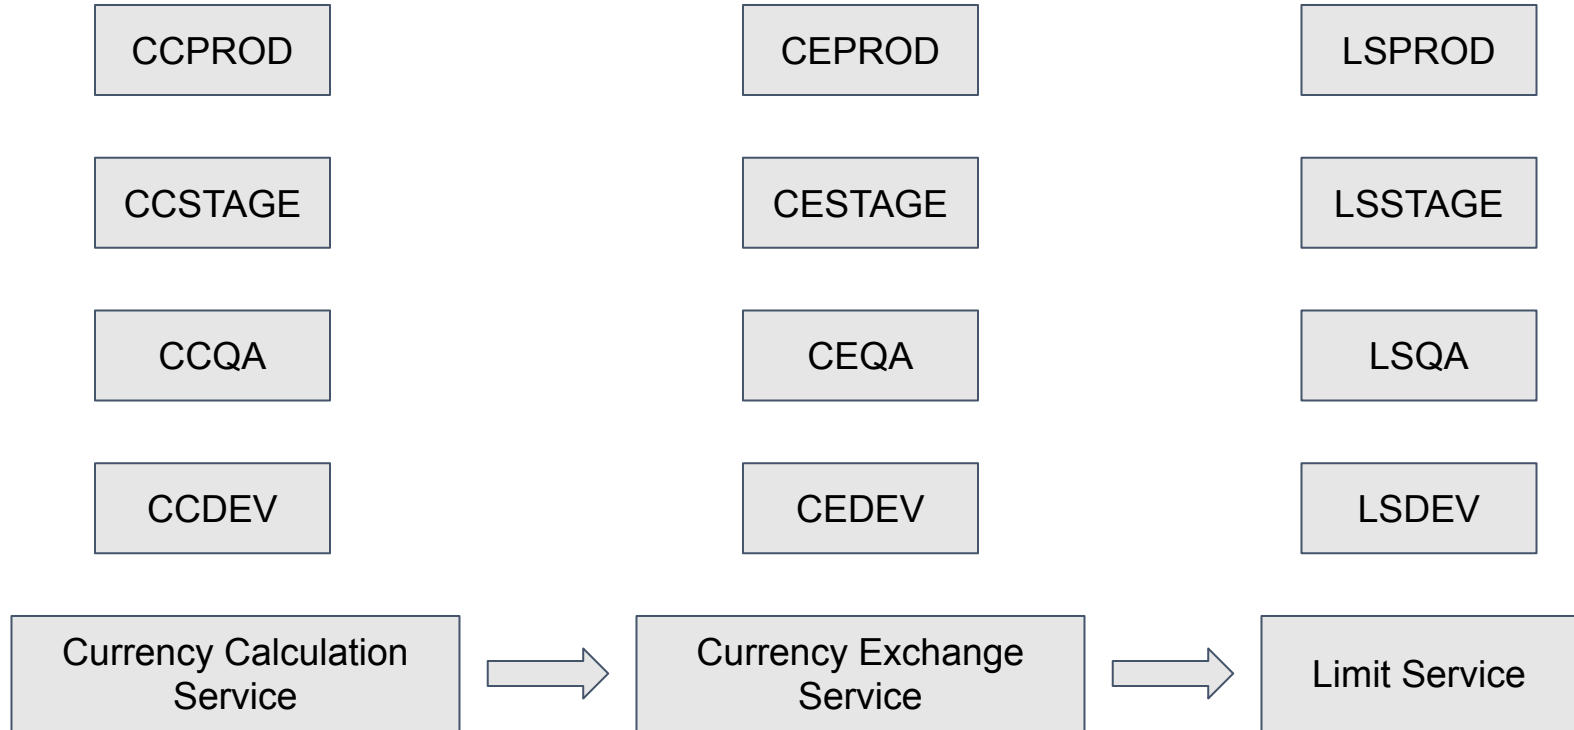 CCPROD
CEPROD
LSPROD
CCSTAGE
CESTAGE
LSSTAGE
CCQA
CEQA
LSQA
CCDEV
CEDEV
LSDEV
Currency Calculation
Service
Currency Exchange
Service
Limit Service